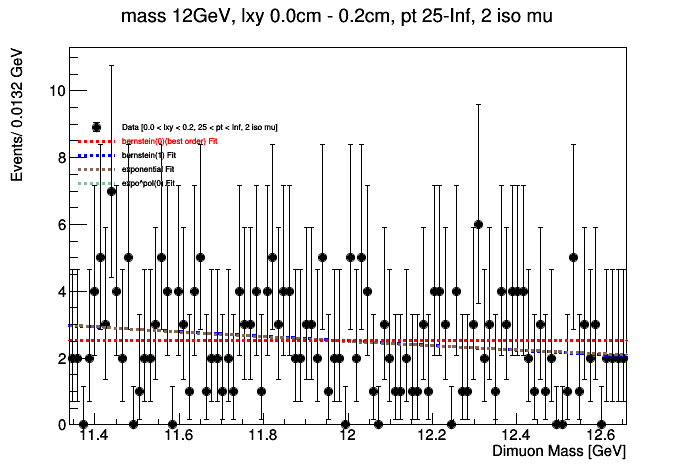 mass 12GeV, lxy 0.0cm - 0.2cm, pt 25-Inf, 2 iso mu
Events/ 0.0132 GeV
10
8
6
4
2
0
Data [0.0 < lxy < 0.2, 25 < pt < Inf, 2 iso mu]
bernstein(0)(best order) Fit
bernstein(1) Fit
exponential Fit
expo*pol(0) Fit
11.4 11.6 11.8 12 12.2 12.4 12.6
Dimuon Mass [GeV]